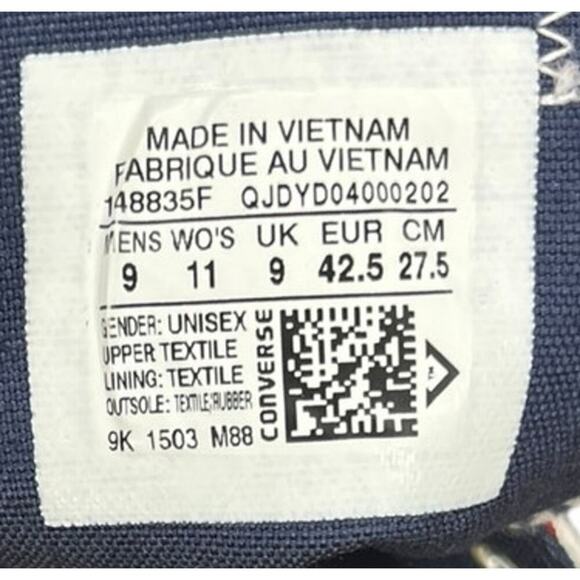 MADE IN VIETNAM
FABRIQUE AU VIETNAM
148835F QJDYD04000202
MENS WO'S UK EUR CM
9 11 9 42.5 27.5
GENDER: UNISEX
UPPER TEXTILE
LINING: TEXTILE
OUTSOLE: TEXTILE;RUBBER
9K 1503 M88
CONVERSE
TM